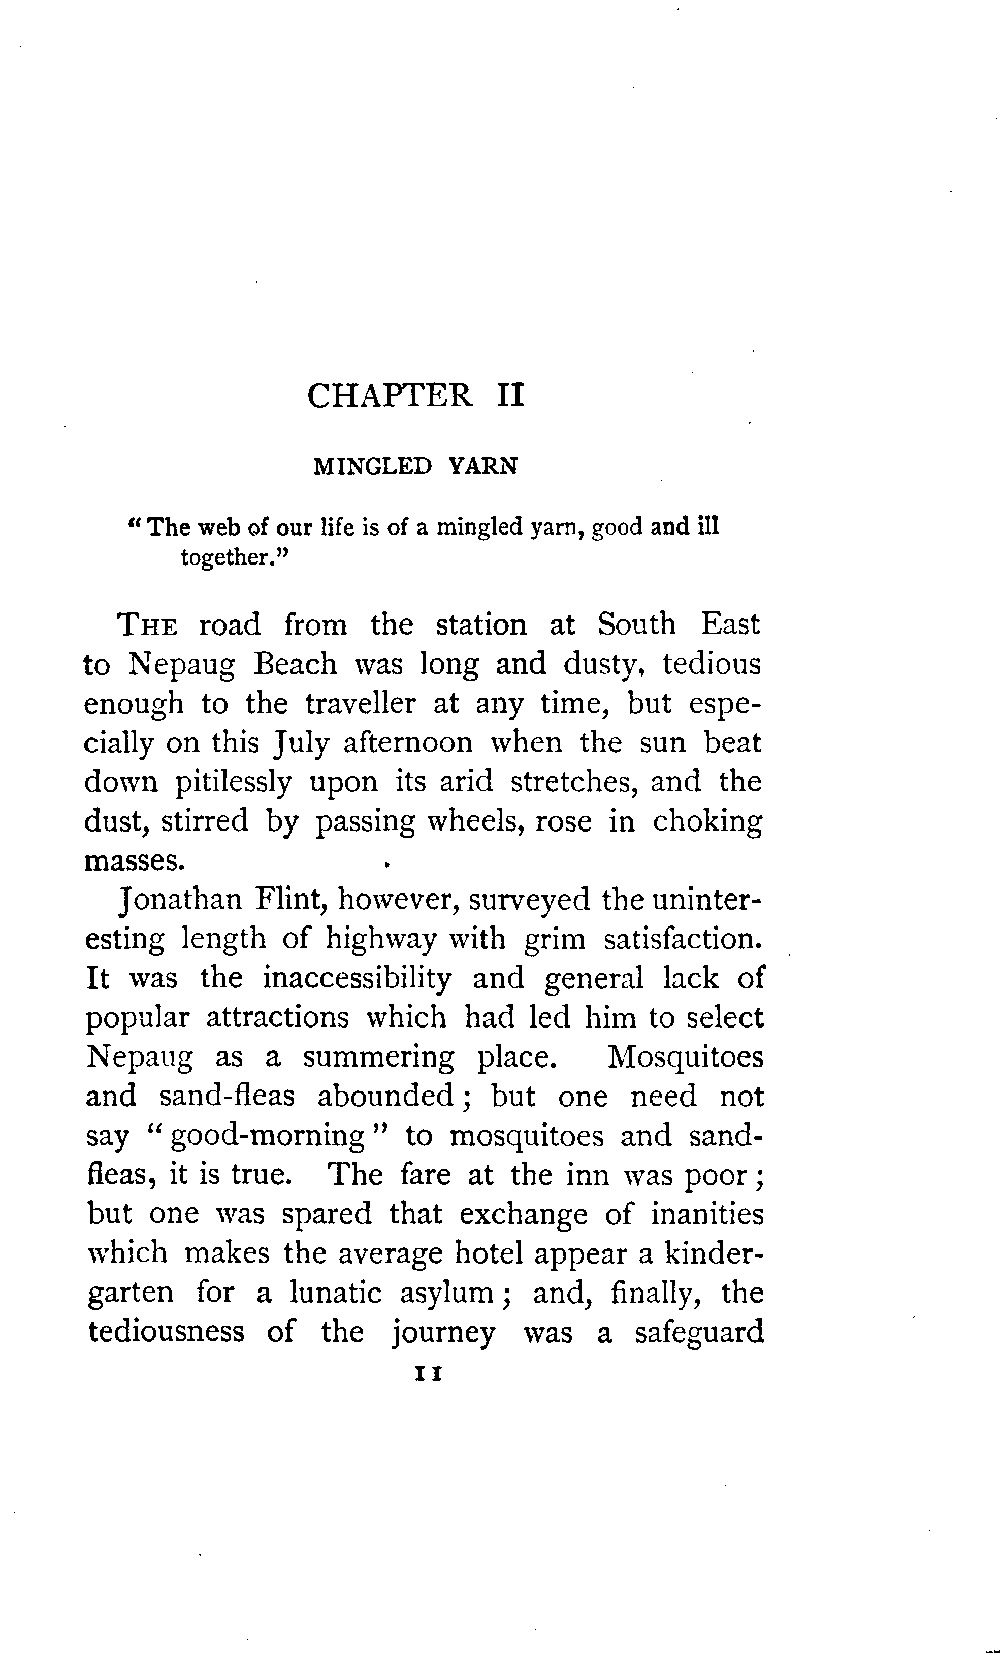 CHAPTER II
MINGLED YARN
"The web of our life is of a mingled yarn, good and ill
together."
THE road from the station at South East
to Nepaug Beach was long and dusty, tedious
enough to the traveller at any time, but espe-
cially on this July afternoon when the sun beat
down pitilessly upon its arid stretches, and the
dust, stirred by passing wheels, rose in choking
masses.
Jonathan Flint, however, surveyed the uninter-
esting length of highway with grim satisfaction.
It was the inaccessibility and general lack of
popular attractions which had led him to select
Nepaug as a summering place. Mosquitoes
and sand-fleas abounded; but one need not
say "good-morning" to mosquitoes and sand-
fleas, it is true. The fare at the inn was poor;
but one was spared that exchange of inanities
which makes the average hotel appear a kinder-
garten for a lunatic asylum; and, finally, the
tediousness of the journey was a safeguard
11